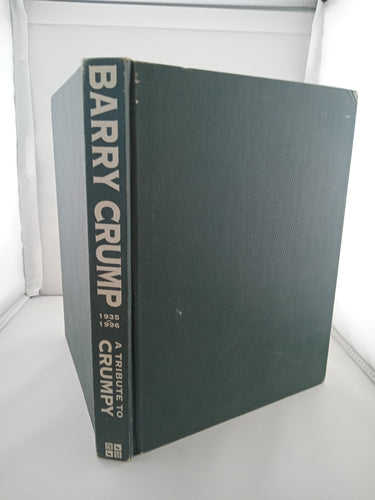 BARRY CRUMP
1935
1996
A TRIBUTE TO
CRUMPY